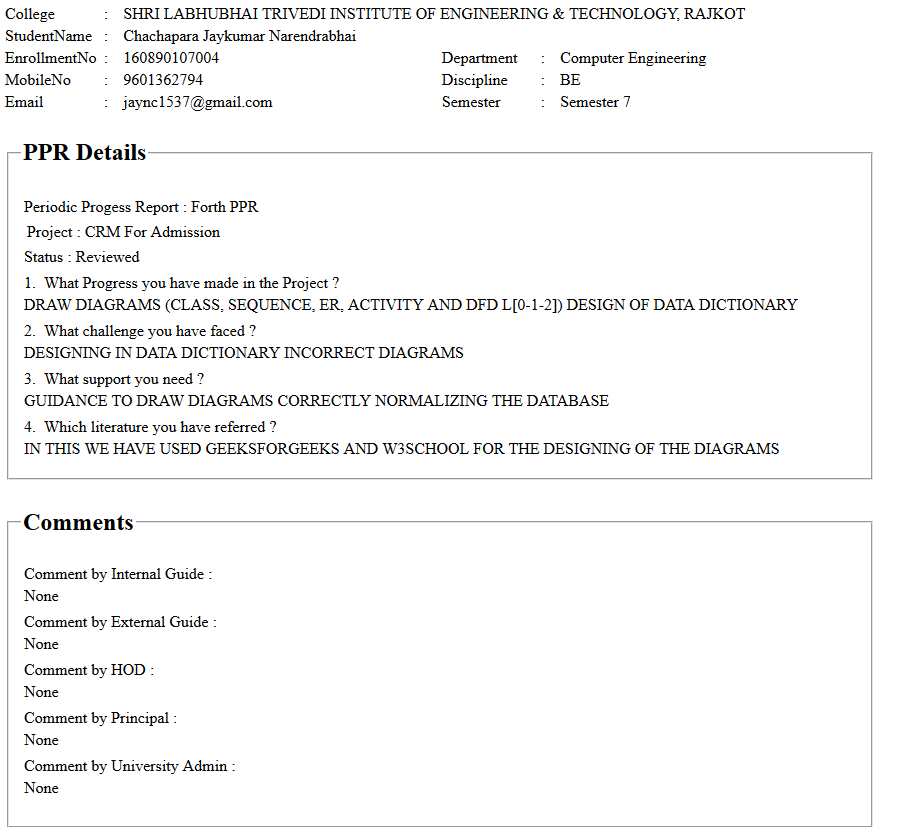 College : SHRI LABHUBHAI TRIVEDI INSTITUTE OF ENGINEERING & TECHNOLOGY, RAJKOT
StudentName : Chachapara Jaykumar Narendrabhai
EnrollmentNo : 160890107004 Department : Computer Engineering
MobileNo : 9601362794 Discipline : BE
Email : jaync1537@gmail.com Semester : Semester 7
PPR Details
Periodic Progess Report : Forth PPR
Project : CRM For Admission
Status : Reviewed
1. What Progress you have made in the Project ?
DRAW DIAGRAMS (CLASS, SEQUENCE, ER, ACTIVITY AND DFD L[0-1-2]) DESIGN OF DATA DICTIONARY
2. What challenge you have faced ?
DESIGNING IN DATA DICTIONARY INCORRECT DIAGRAMS
3. What support you need ?
GUIDANCE TO DRAW DIAGRAMS CORRECTLY NORMALIZING THE DATABASE
4. Which literature you have referred ?
IN THIS WE HAVE USED GEEKSFORGEEKS AND W3SCHOOL FOR THE DESIGNING OF THE DIAGRAMS
Comments
Comment by Internal Guide :
None
Comment by External Guide :
None
Comment by HOD :
None
Comment by Principal :
None
Comment by University Admin :
None